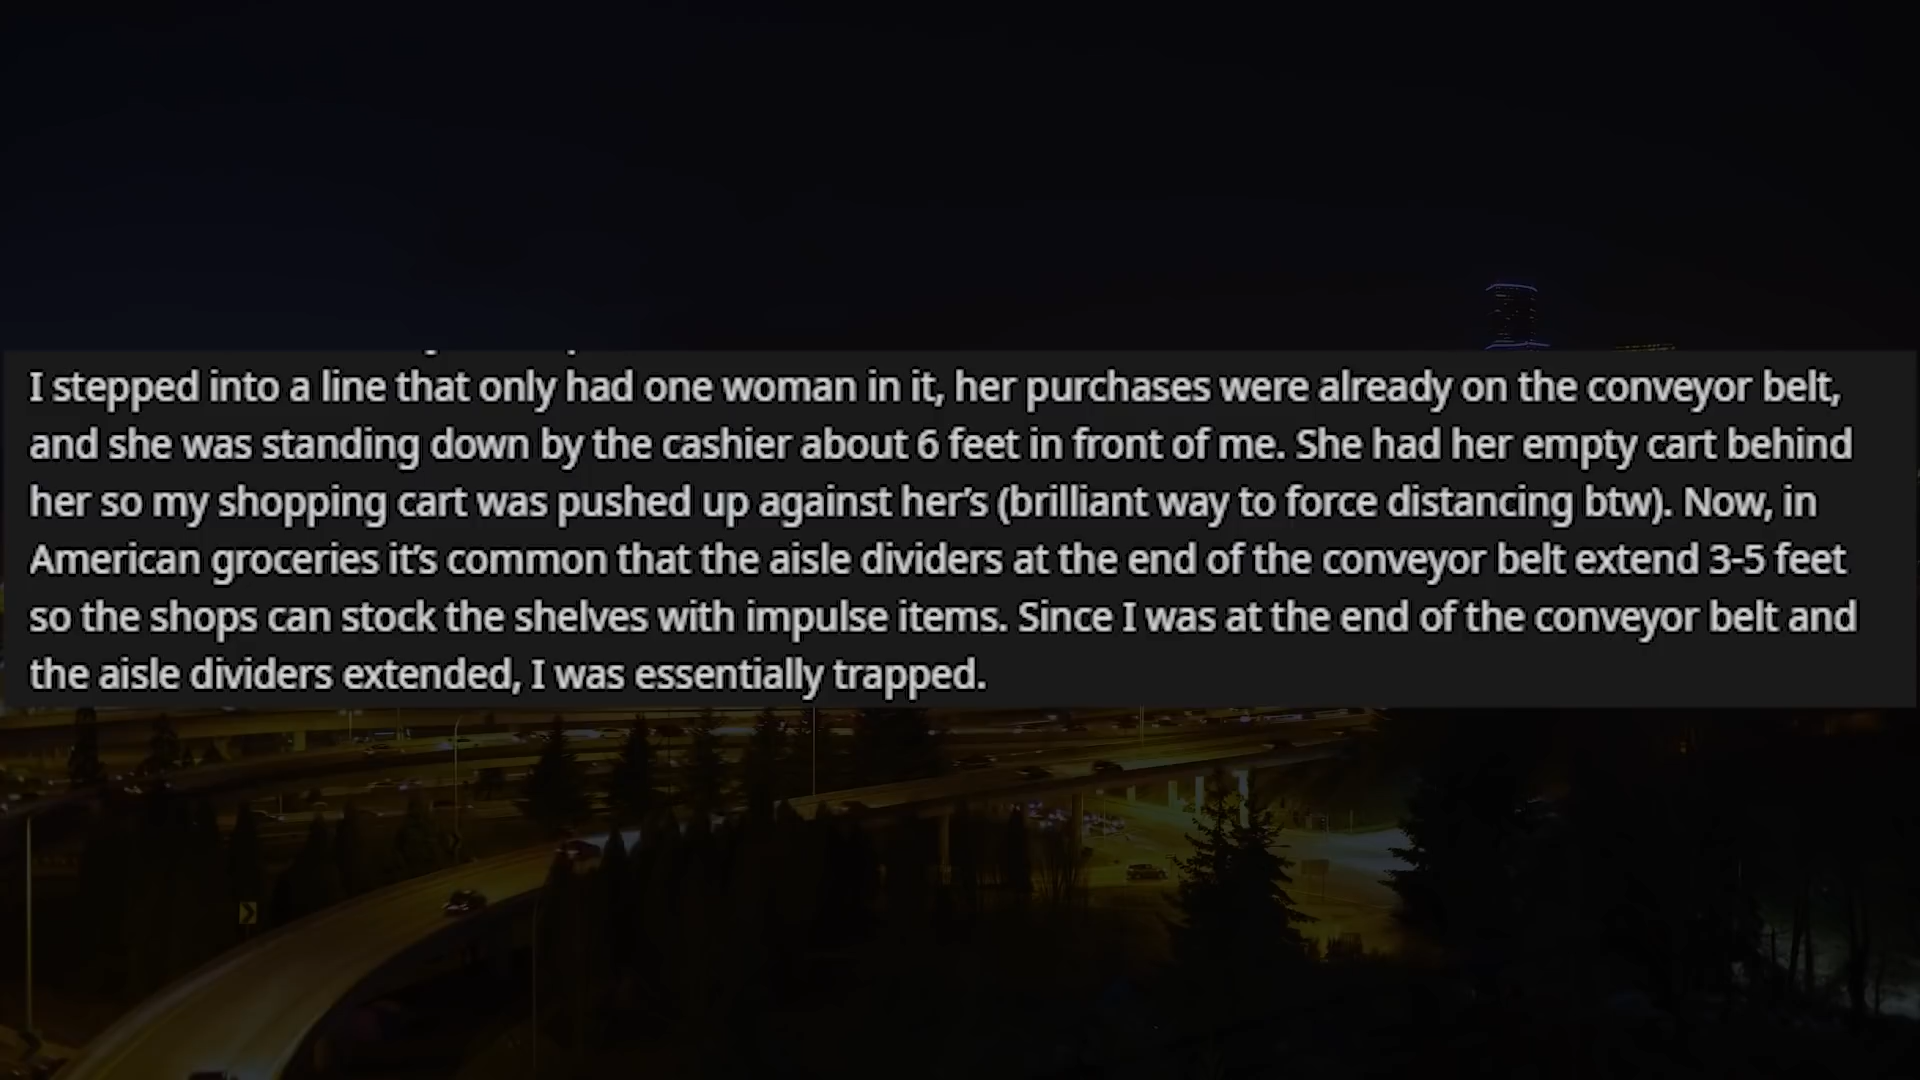 I stepped into a line that only had one woman in it, her purchases were already on the conveyor belt,
and she was standing down by the cashier about 6 feet in front of me. She had her empty cart behind
her so my shopping cart was pushed up against her’s (brilliant way to force distancing btw). Now, in
American groceries it’s common that the aisle dividers at the end of the conveyor belt extend 3-5 feet
so the shops can stock the shelves with impulse items. Since I was at the end of the conveyor belt and
the aisle dividers extended, I was essentially trapped.